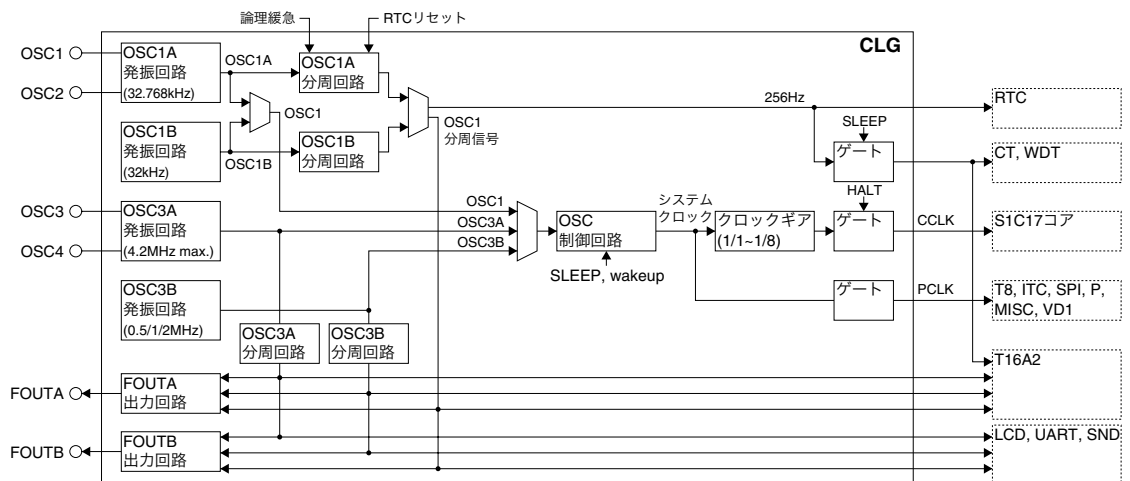 論理緩急
RTCリセット
CLG
OSC1
OSC2
OSC1A
発振回路
(32.768kHz)
OSC1A
OSC1A
分周回路
OSC1
OSC1B
発振回路
(32kHz)
OSC1B
OSC1B
分周回路
OSC1
分周信号
256Hz
RTC
SLEEP
ゲート
CT, WDT
OSC3
OSC4
OSC3A
発振回路
(4.2MHz max.)
OSC1
OSC3A
OSC3B
OSC
制御回路
SLEEP, wakeup
システム
クロック
クロックギア
(1/1~1/8)
HALT
ゲート
CCLK
S1C17コア
OSC3B
発振回路
(0.5/1/2MHz)
ゲート
PCLK
T8, ITC, SPI, P,
MISC, VD1
OSC3A
分周回路
OSC3B
分周回路
T16A2
FOUTA
FOUTA
出力回路
FOUTB
FOUTB
出力回路
LCD, UART, SND